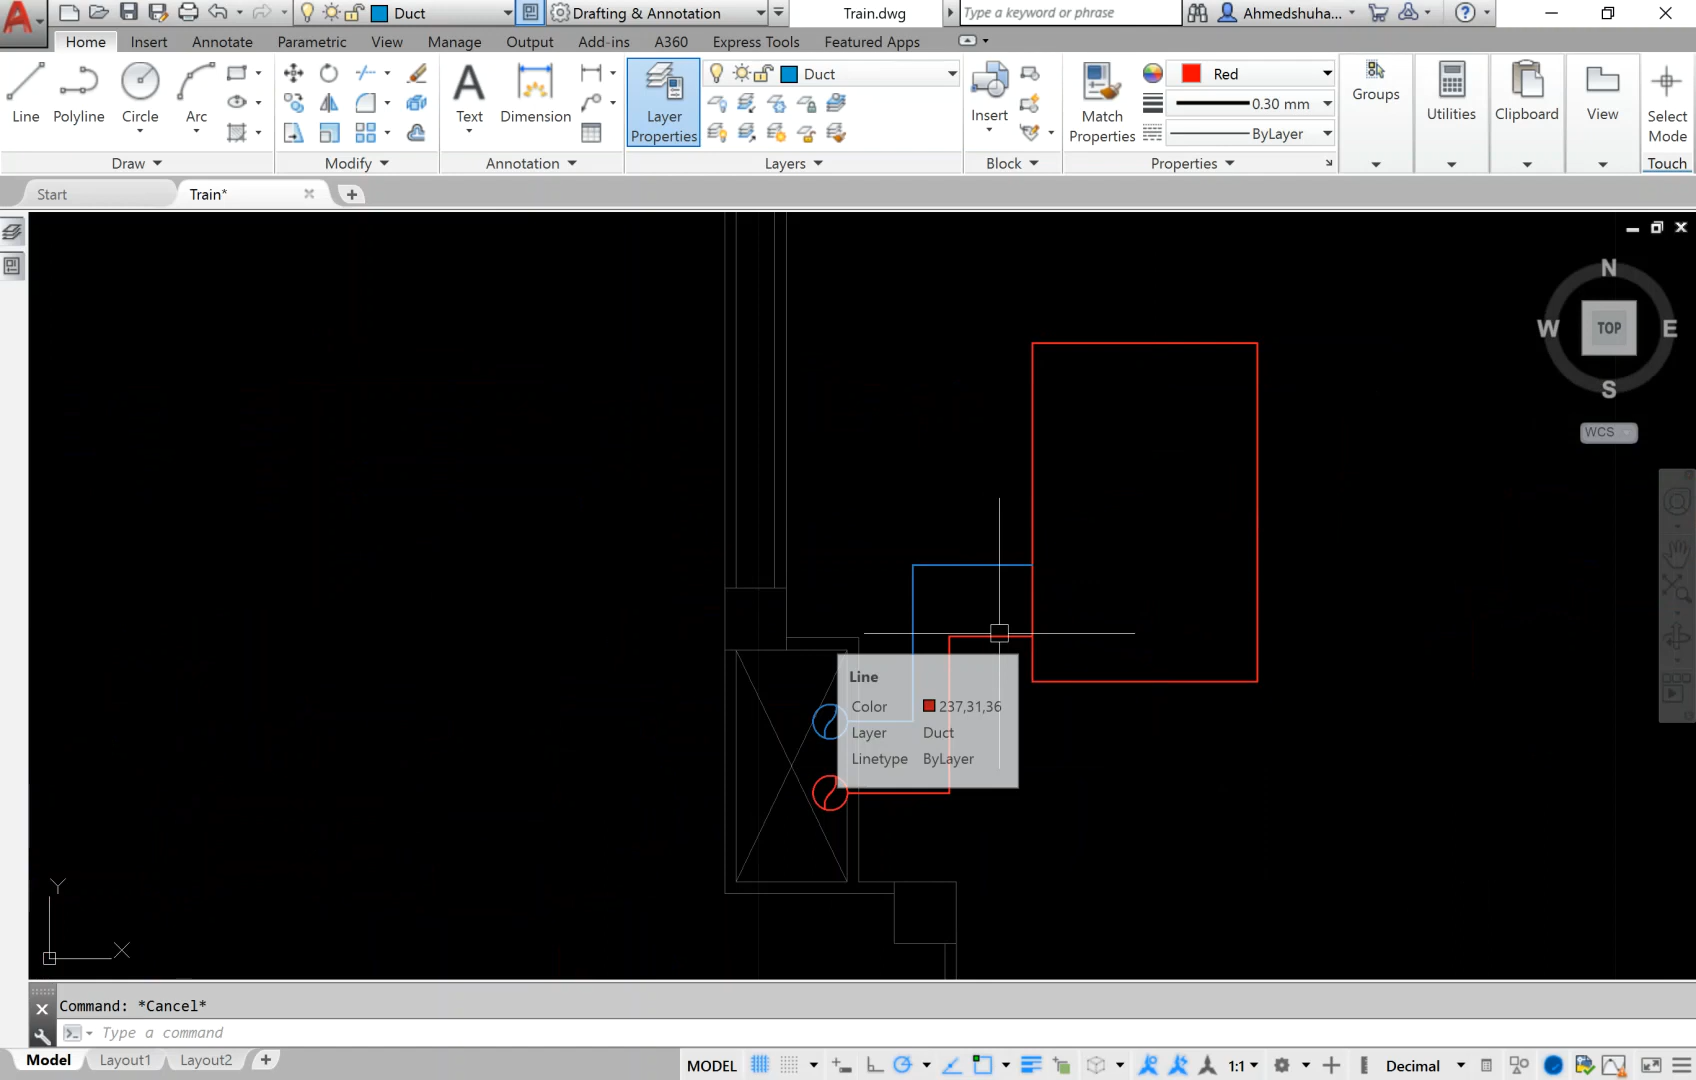 Duct
Drafting & Annotation
Train.dwg
Type a keyword or phrase
Ahmedshuha...
Home
Insert
Annotate
Parametric
View
Manage
Output
Add-ins
A360
Express Tools
Featured Apps
Line
Polyline
Circle
Arc
Draw
Modify
Text
Dimension
Annotation
Layer
Properties
Duct
Layers
Insert
Block
Match
Properties
Red
0.30 mm
ByLayer
Properties
Groups
Utilities
Clipboard
View
Select
Mode
Touch
Start
Train*
N
W
TOP
E
S
WCS
Line
Color 237,31,36
Layer Duct
Linetype ByLayer
Y
X
Command: *Cancel*
Type a command
Model
Layout1
Layout2
MODEL
1:1
Decimal